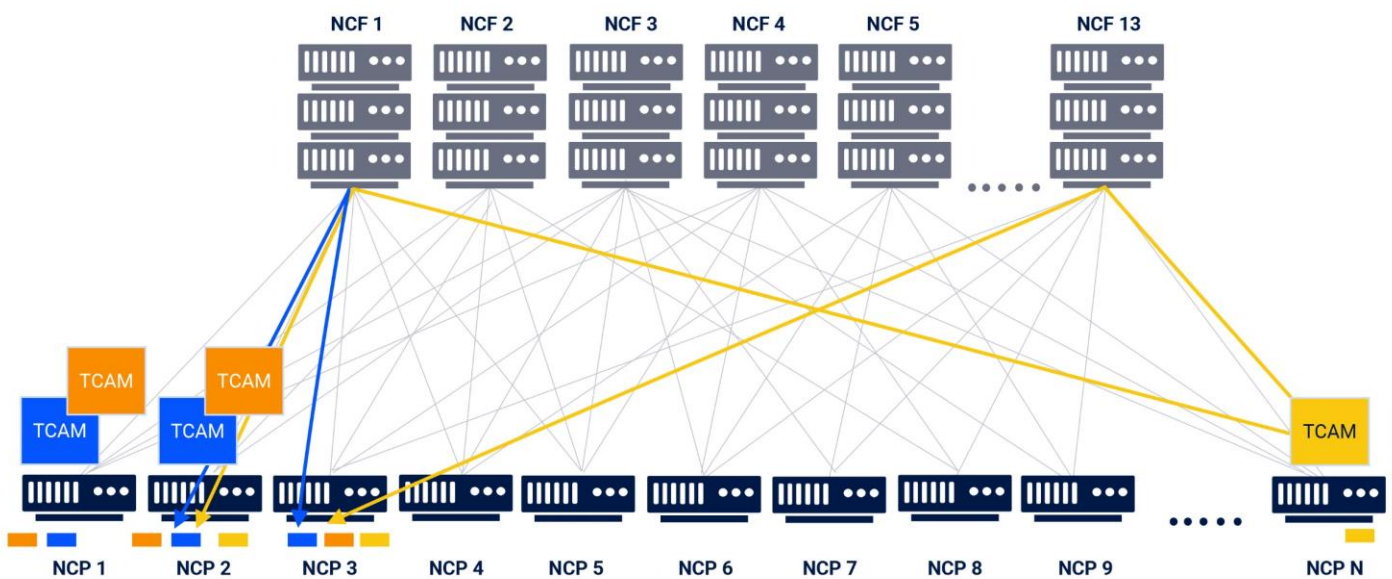 NCF 1 NCF 2 NCF 3 NCF 4 NCF 5 NCF 13
TCAM TCAM
TCAM TCAM TCAM
NCP 1 NCP 2 NCP 3 NCP 4 NCP 5 NCP 6 NCP 7 NCP 8 NCP 9 NCP N